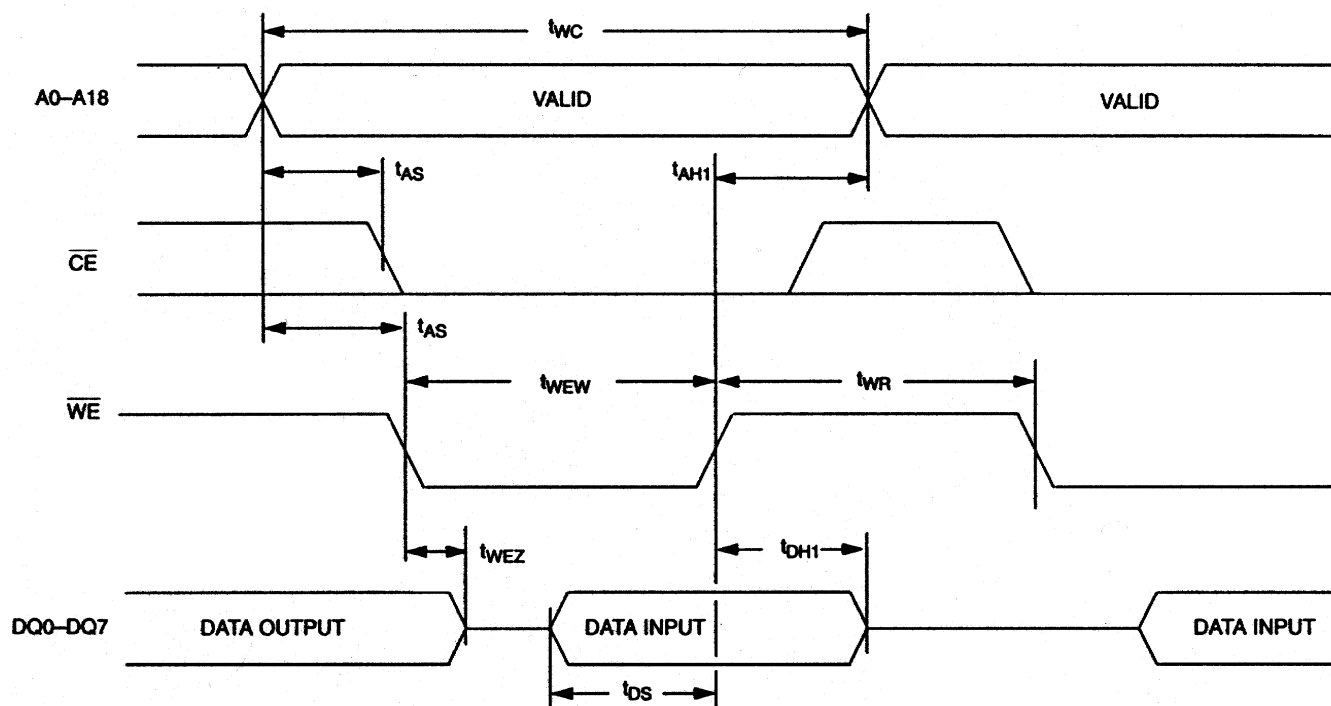 tWC
A0–A18
VALID
VALID
tAS
tAH1
CE
tAS
tWEW
tWR
WE
tWEZ
tDH1
DQ0–DQ7
DATA OUTPUT
DATA INPUT
DATA INPUT
tDS